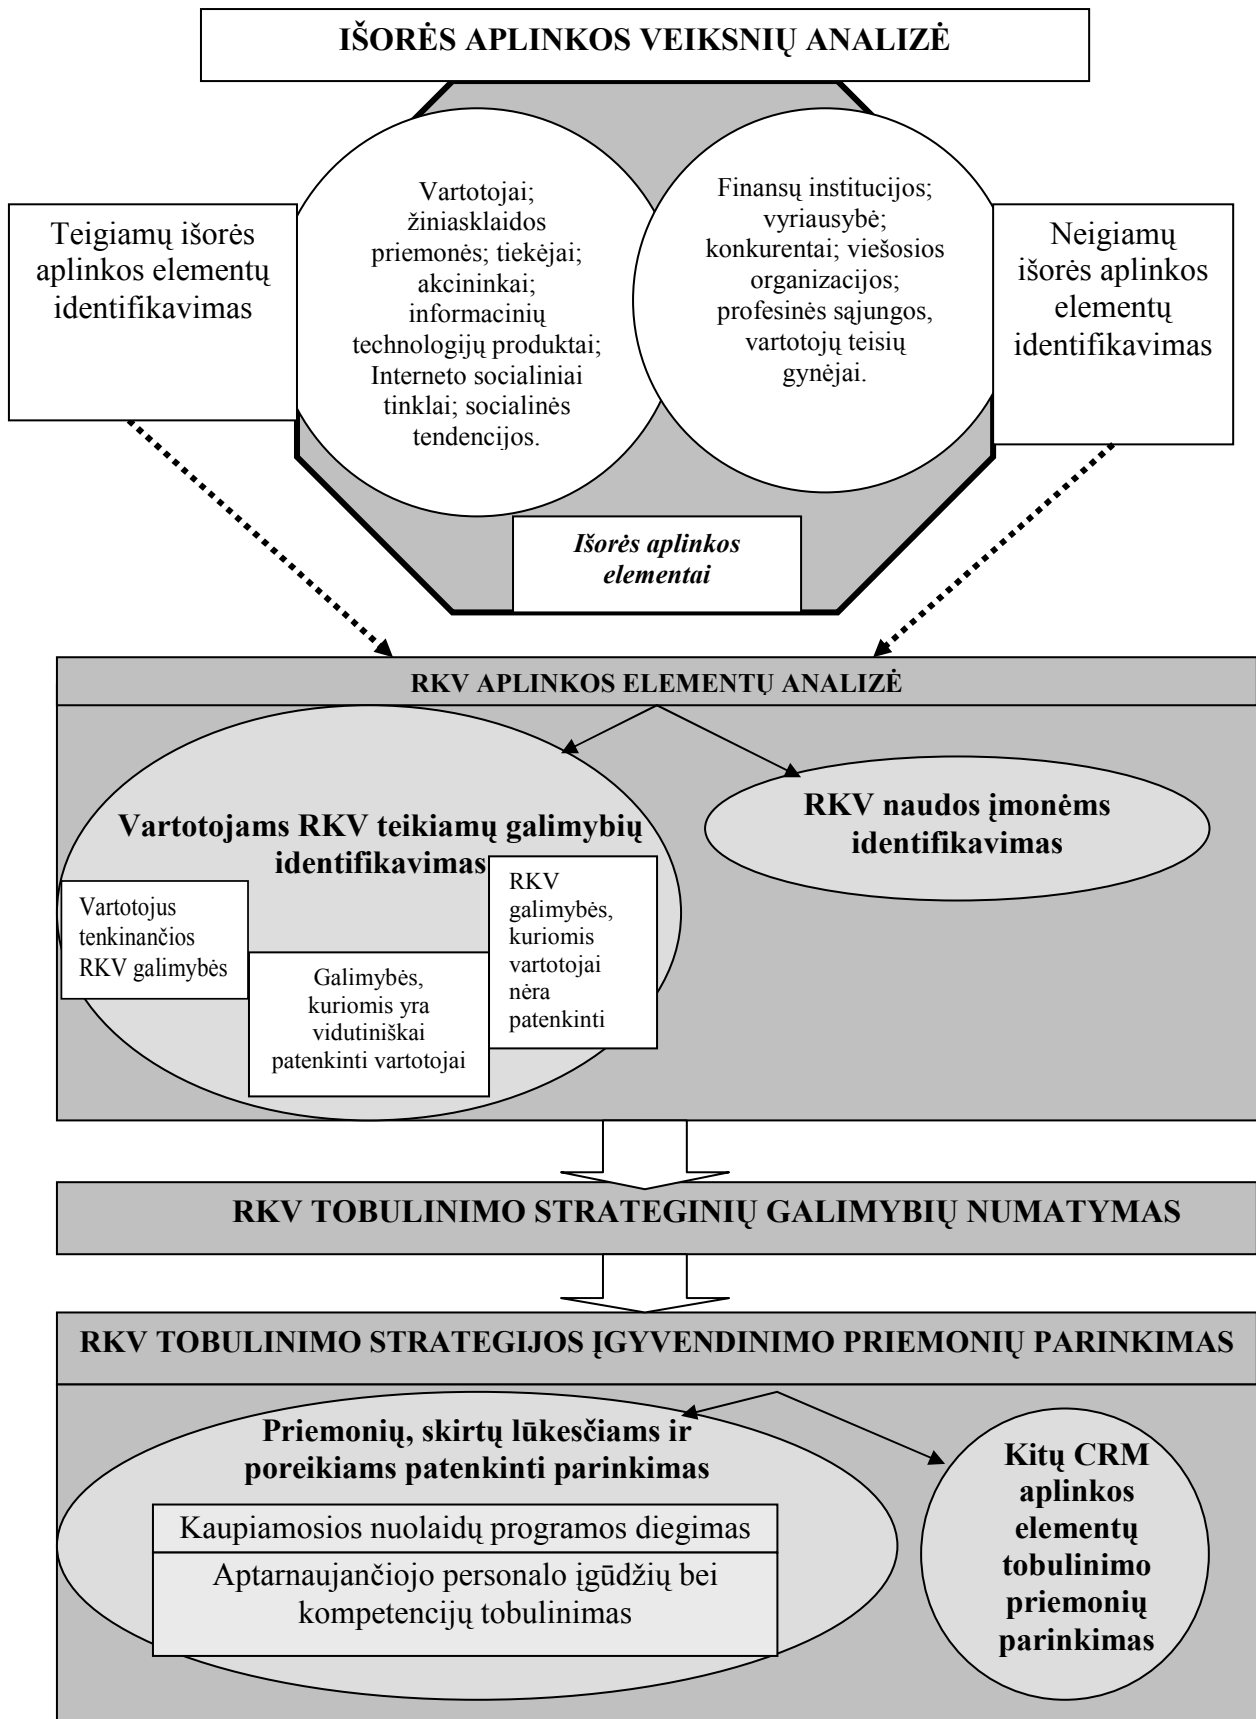 IŠORĖS APLINKOS VEIKSNIŲ ANALIZĖ
Teigiamų išorės
aplinkos elementų
identifikavimas
Vartotojai;
žiniasklaidos
priemonės; tiekėjai;
akcininkai;
informacinių
technologijų produktai;
Interneto socialiniai
tinklai; socialinės
tendencijos.
Finansų institucijos;
vyriausybė;
konkurentai; viešosios
organizacijos;
profesinės sąjungos,
vartotojų teisių
gynėjai.
Neigiamų
išorės aplinkos
elementų
identifikavimas
Išorės aplinkos
elementai
RKV APLINKOS ELEMENTŲ ANALIZĖ
Vartotojams RKV teikiamų galimybių
identifikavimas
Vartotojus
tenkinančios
RKV galimybės
Galimybės,
kuriomis yra
vidutiniškai
patenkinti vartotojai
RKV
galimybės,
kuriomis
vartotojai
nėra
patenkinti
RKV naudos įmonėms
identifikavimas
RKV TOBULINIMO STRATEGINIŲ GALIMYBIŲ NUMATYMAS
RKV TOBULINIMO STRATEGIJOS ĮGYVENDINIMO PRIEMONIŲ PARINKIMAS
Priemonių, skirtų lūkesčiams ir
poreikiams patenkinti parinkimas
Kaupiamosios nuolaidų programos diegimas
Aptarnaujančiojo personalo įgūdžių bei
kompetencijų tobulinimas
Kitų CRM
aplinkos
elementų
tobulinimo
priemonių
parinkimas